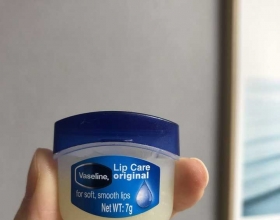 Lip Care
Vaseline. original
for soft, smooth lips
Net WT: 7g